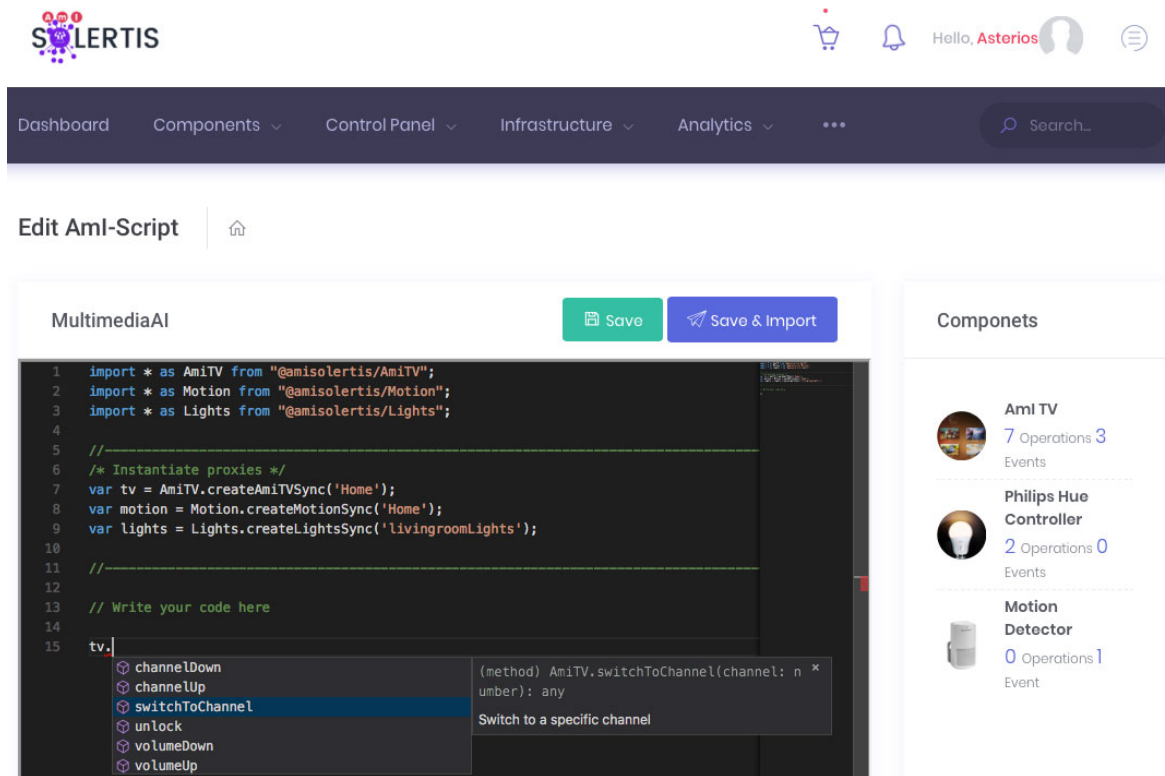 AmI
SOLERTIS
Hello, Asterios
Dashboard Components Control Panel Infrastructure Analytics ••• Search...
Edit AmI-Script
MultimediaAI
Save
Save & Import
1 import * as AmiTV from "@amisolertis/AmiTV";
2 import * as Motion from "@amisolertis/Motion";
3 import * as Lights from "@amisolertis/Lights";
4
5 //----------------------------------------------------------------------------------
6 /* Instantiate proxies */
7 var tv = AmiTV.createAmiTVSync('Home');
8 var motion = Motion.createMotionSync('Home');
9 var lights = Lights.createLightsSync('livingroomLights');
10
11 //----------------------------------------------------------------------------------
12
13 // Write your code here
14
15 tv.
channelDown
channelUp
switchToChannel
unlock
volumeDown
volumeUp
(method) AmiTV.switchToChannel(channel: n
umber): any
×
Switch to a specific channel
Componets
AmI TV
7 Operations 3
Events
Philips Hue
Controller
2 Operations 0
Events
Motion
Detector
0 Operations 1
Event